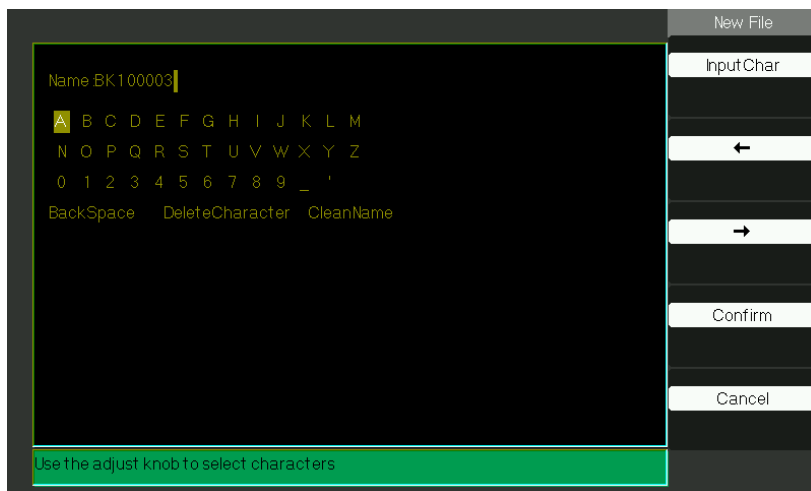 New File
Name:BK100003
A B C D E F G H I J K L M
N O P Q R S T U V W X Y Z
0 1 2 3 4 5 6 7 8 9 _ '
BackSpace DeleteCharacter CleanName
InputChar
←
→
Confirm
Cancel
Use the adjust knob to select characters